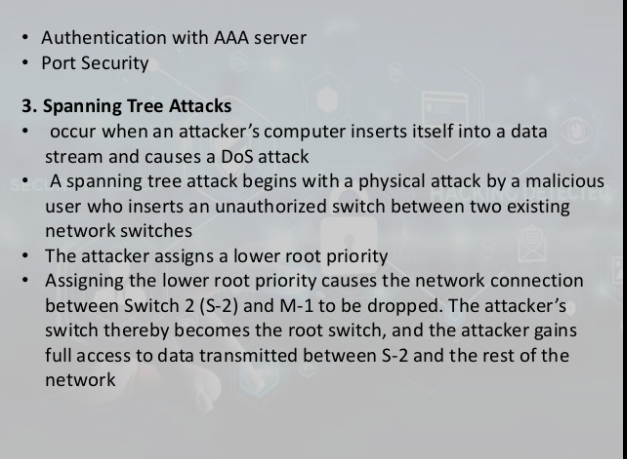 • Authentication with AAA server
• Port Security
3. Spanning Tree Attacks
• occur when an attacker's computer inserts itself into a data
stream and causes a DoS attack
• A spanning tree attack begins with a physical attack by a malicious
user who inserts an unauthorized switch between two existing
network switches
• The attacker assigns a lower root priority
• Assigning the lower root priority causes the network connection
between Switch 2 (S-2) and M-1 to be dropped. The attacker's
switch thereby becomes the root switch, and the attacker gains
full access to data transmitted between S-2 and the rest of the
network